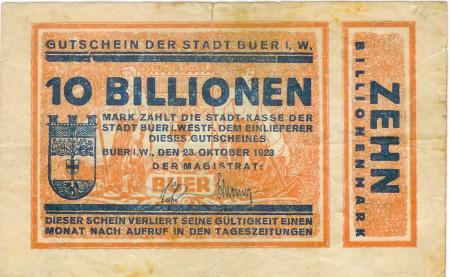 GUTSCHEIN DER STADT BUER i.W.
10 BILLIONEN
MARK ZAHLT DIE STADT-KASSE DER
STADT BUER i. WESTF. DEM EINLIEFERER
DIESES GUTSCHEINES
BUER i.W., DEN 23. OKTOBER 1923
DER MAGISTRAT:
BUER
DIESER SCHEIN VERLIERT SEINE GÜLTIGKEIT EINEN
MONAT NACH AUFRUF IN DEN TAGESZEITUNGEN
ZEHN
BILLIONENMARK